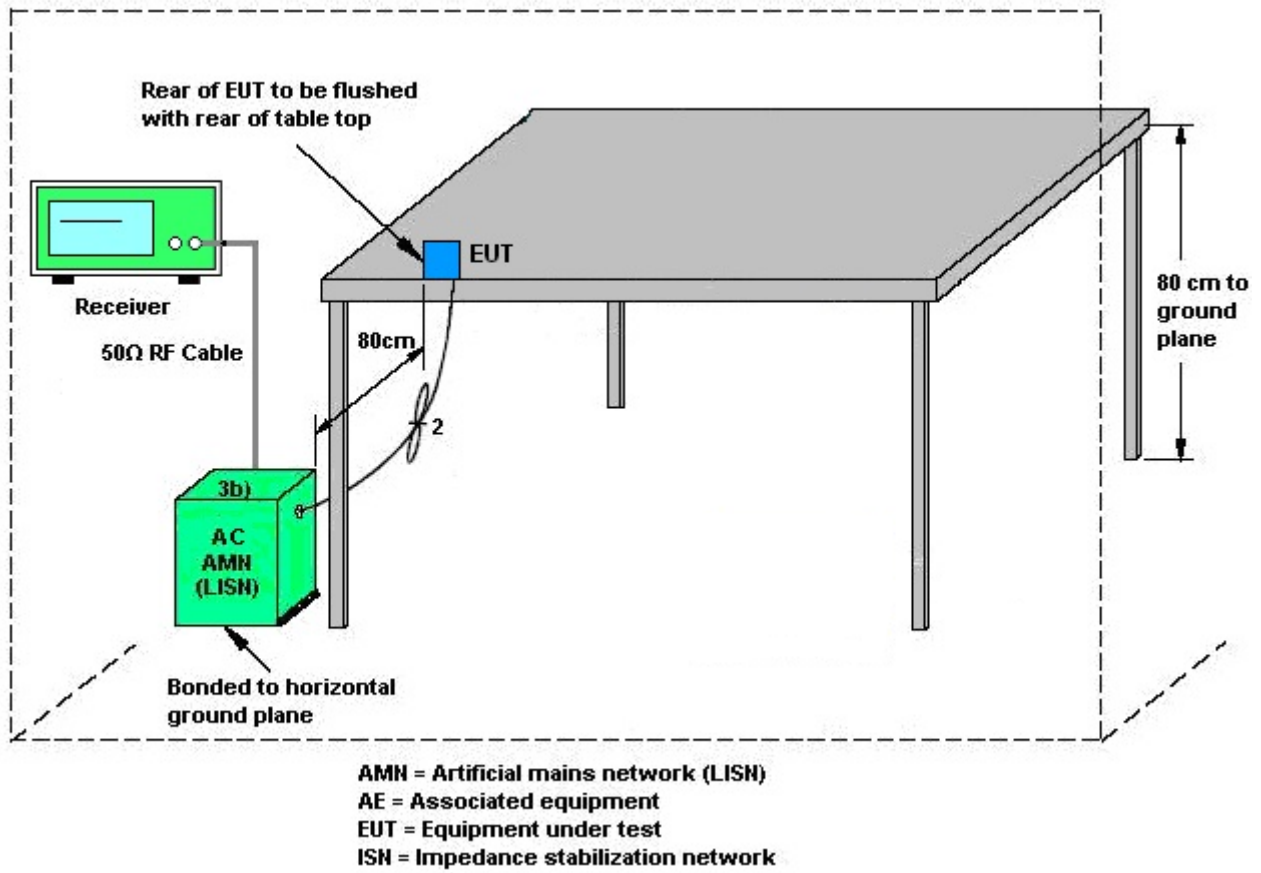 Rear of EUT to be flushed
with rear of table top
EUT
Receiver
50Ω RF Cable
80cm
80 cm to
ground
plane
2
3b)
AC
AMN
(LISN)
Bonded to horizontal
ground plane
AMN = Artificial mains network (LISN)
AE = Associated equipment
EUT = Equipment under test
ISN = Impedance stabilization network